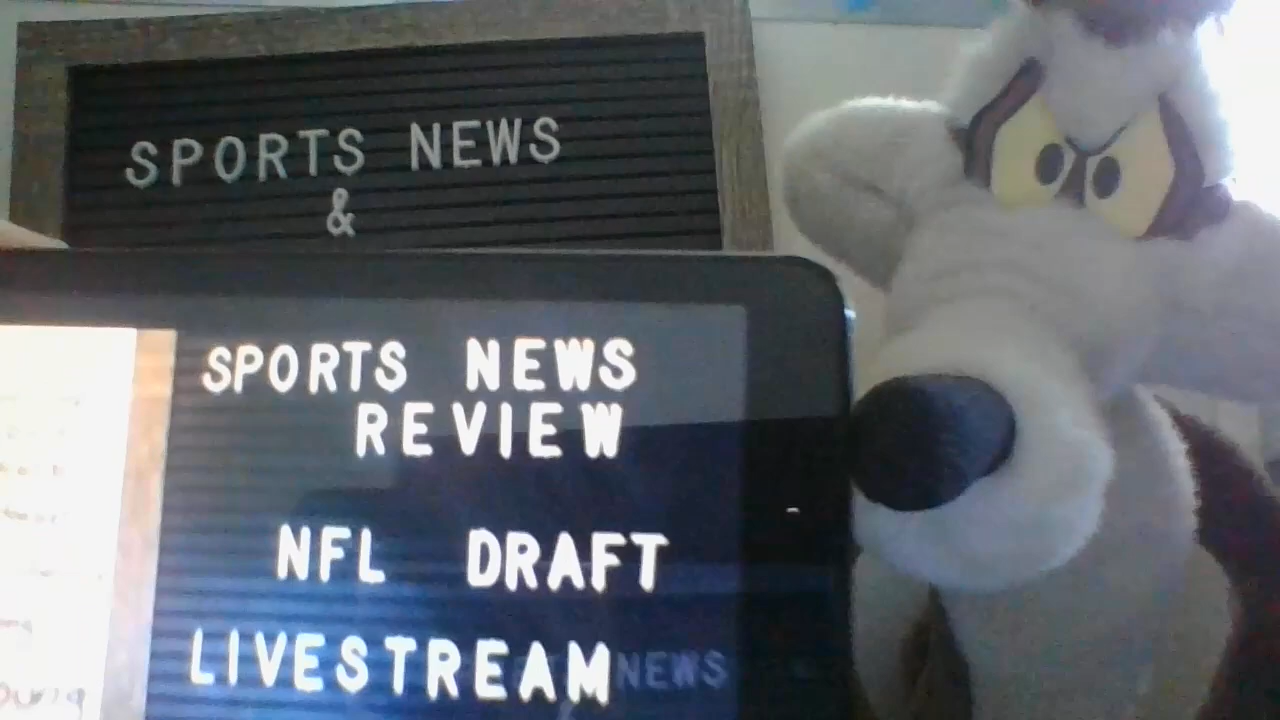 SPORTS NEWS
&
SPORTS NEWS
REVIEW
NFL DRAFT
LIVESTREAM
NEWS